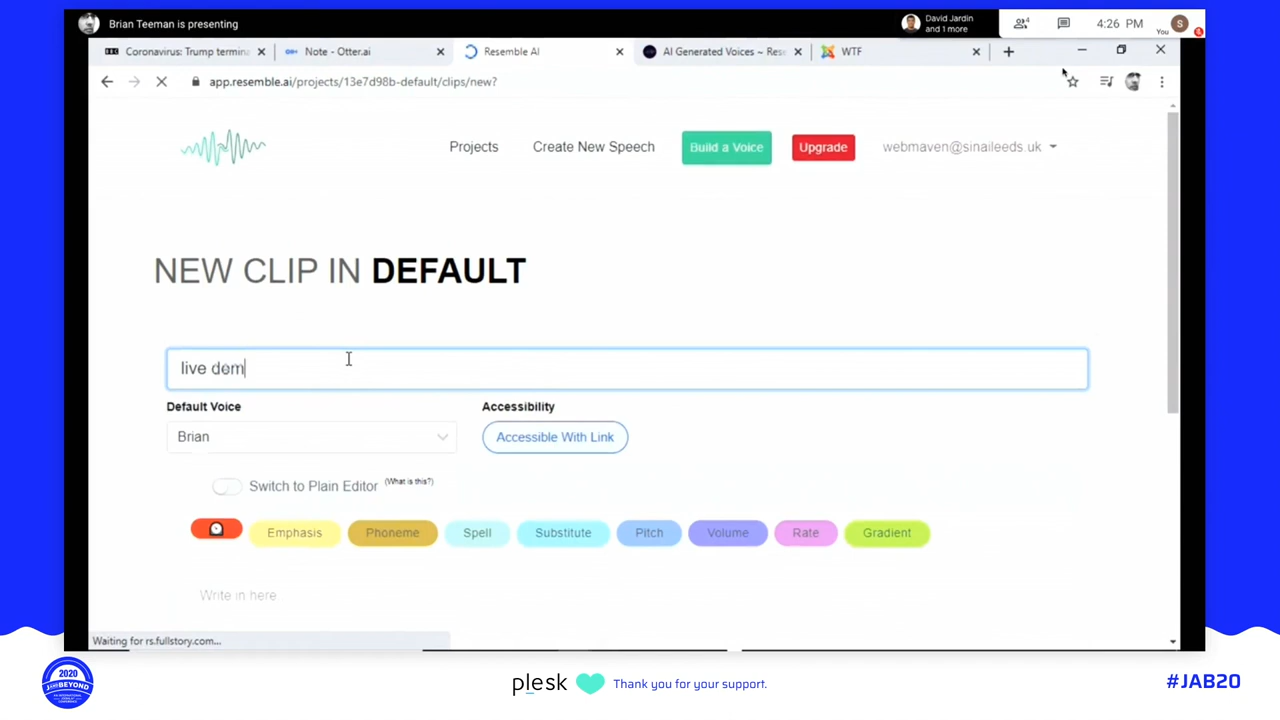 Brian Teeman is presenting
David Jardin
and 1 more
4
4:26 PM
You
S
Coronavirus: Trump termina
Note - Otter.ai
Resemble AI
AI Generated Voices ~ Rese
WTF
app.resemble.ai/projects/13e7d98b-default/clips/new?
Projects
Create New Speech
Build a Voice
Upgrade
webmaven@sinaileeds.uk
NEW CLIP IN DEFAULT
live dem
Default Voice
Accessibility
Brian
Accessible With Link
Switch to Plain Editor (What is this?)
Emphasis
Phoneme
Spell
Substitute
Pitch
Volume
Rate
Gradient
Write in here
Waiting for rs.fullstory.com...
2020
JANDBEYOND
plesk
Thank you for your support.
#JAB20